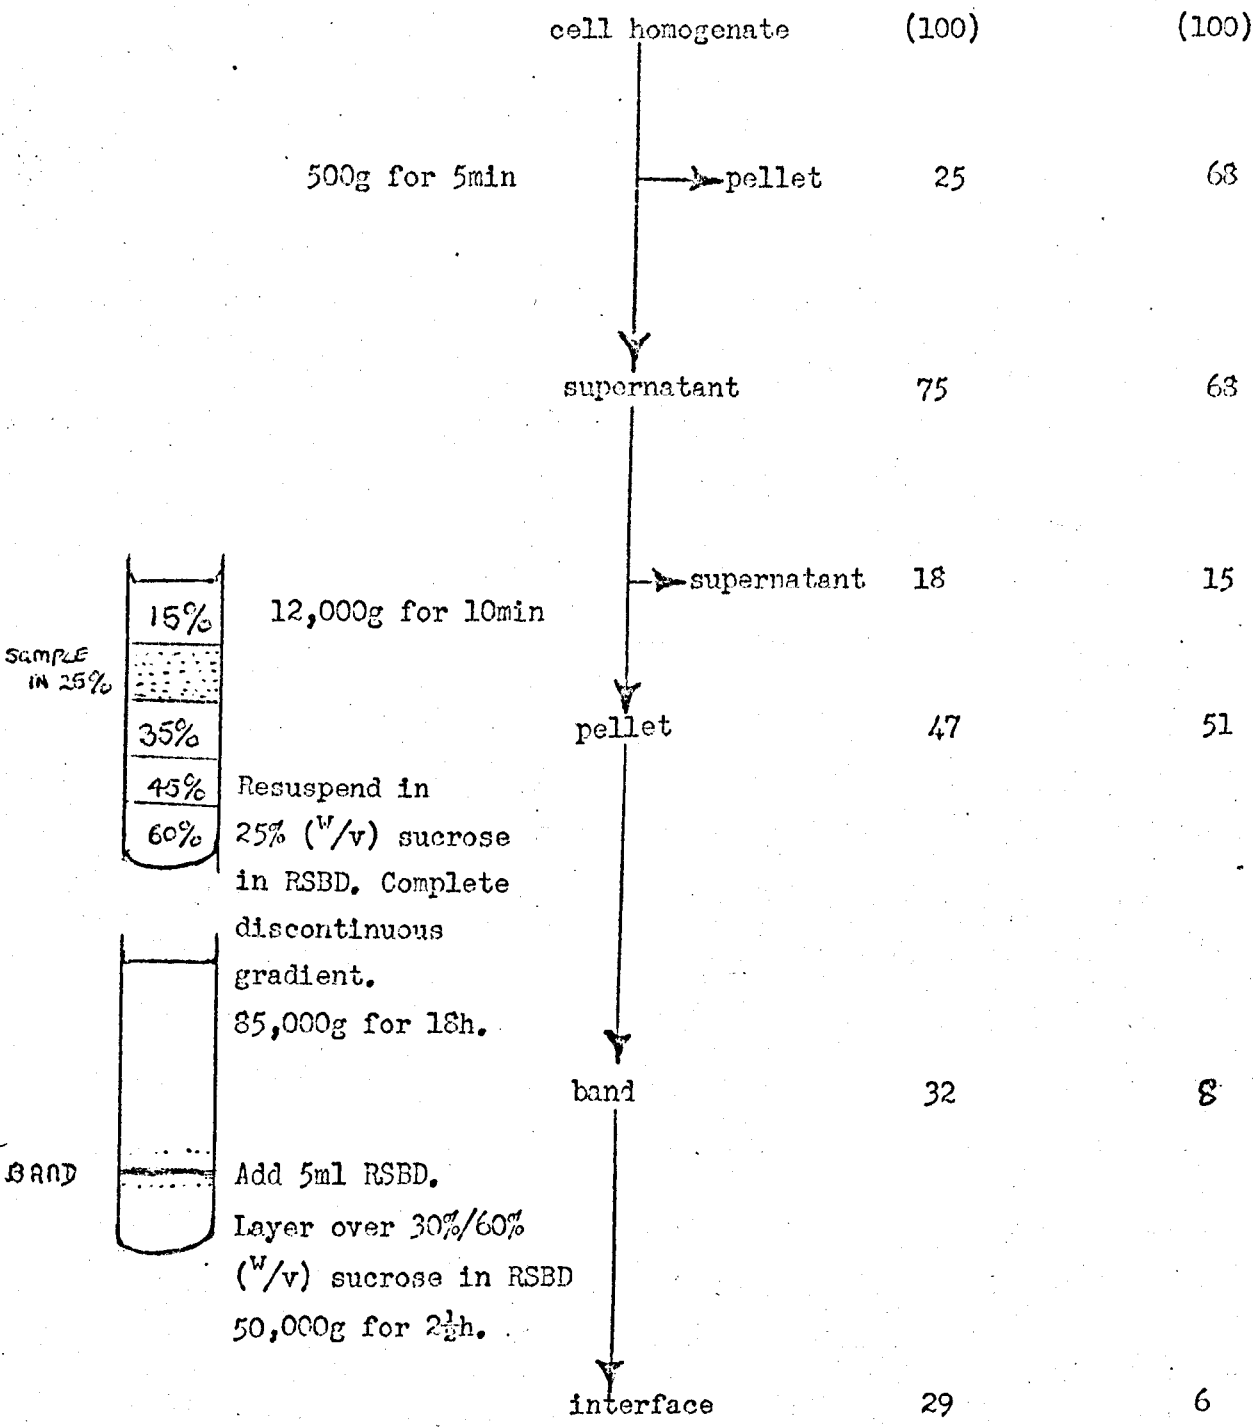 cell homogenate (100) (100)
500g for 5min pellet 25 68
supernatant 75 68
supernatant 18 15
15% 12,000g for 10min
SAMPLE
IN 25%
pellet 47 51
35%
45% Resuspend in
60% 25% (W/v) sucrose
in RSBD. Complete
discontinuous
gradient.
85,000g for 18h.
band 32 8
BAND Add 5ml RSBD.
Layer over 30%/60%
(W/v) sucrose in RSBD
50,000g for 2½h.
interface 29 6